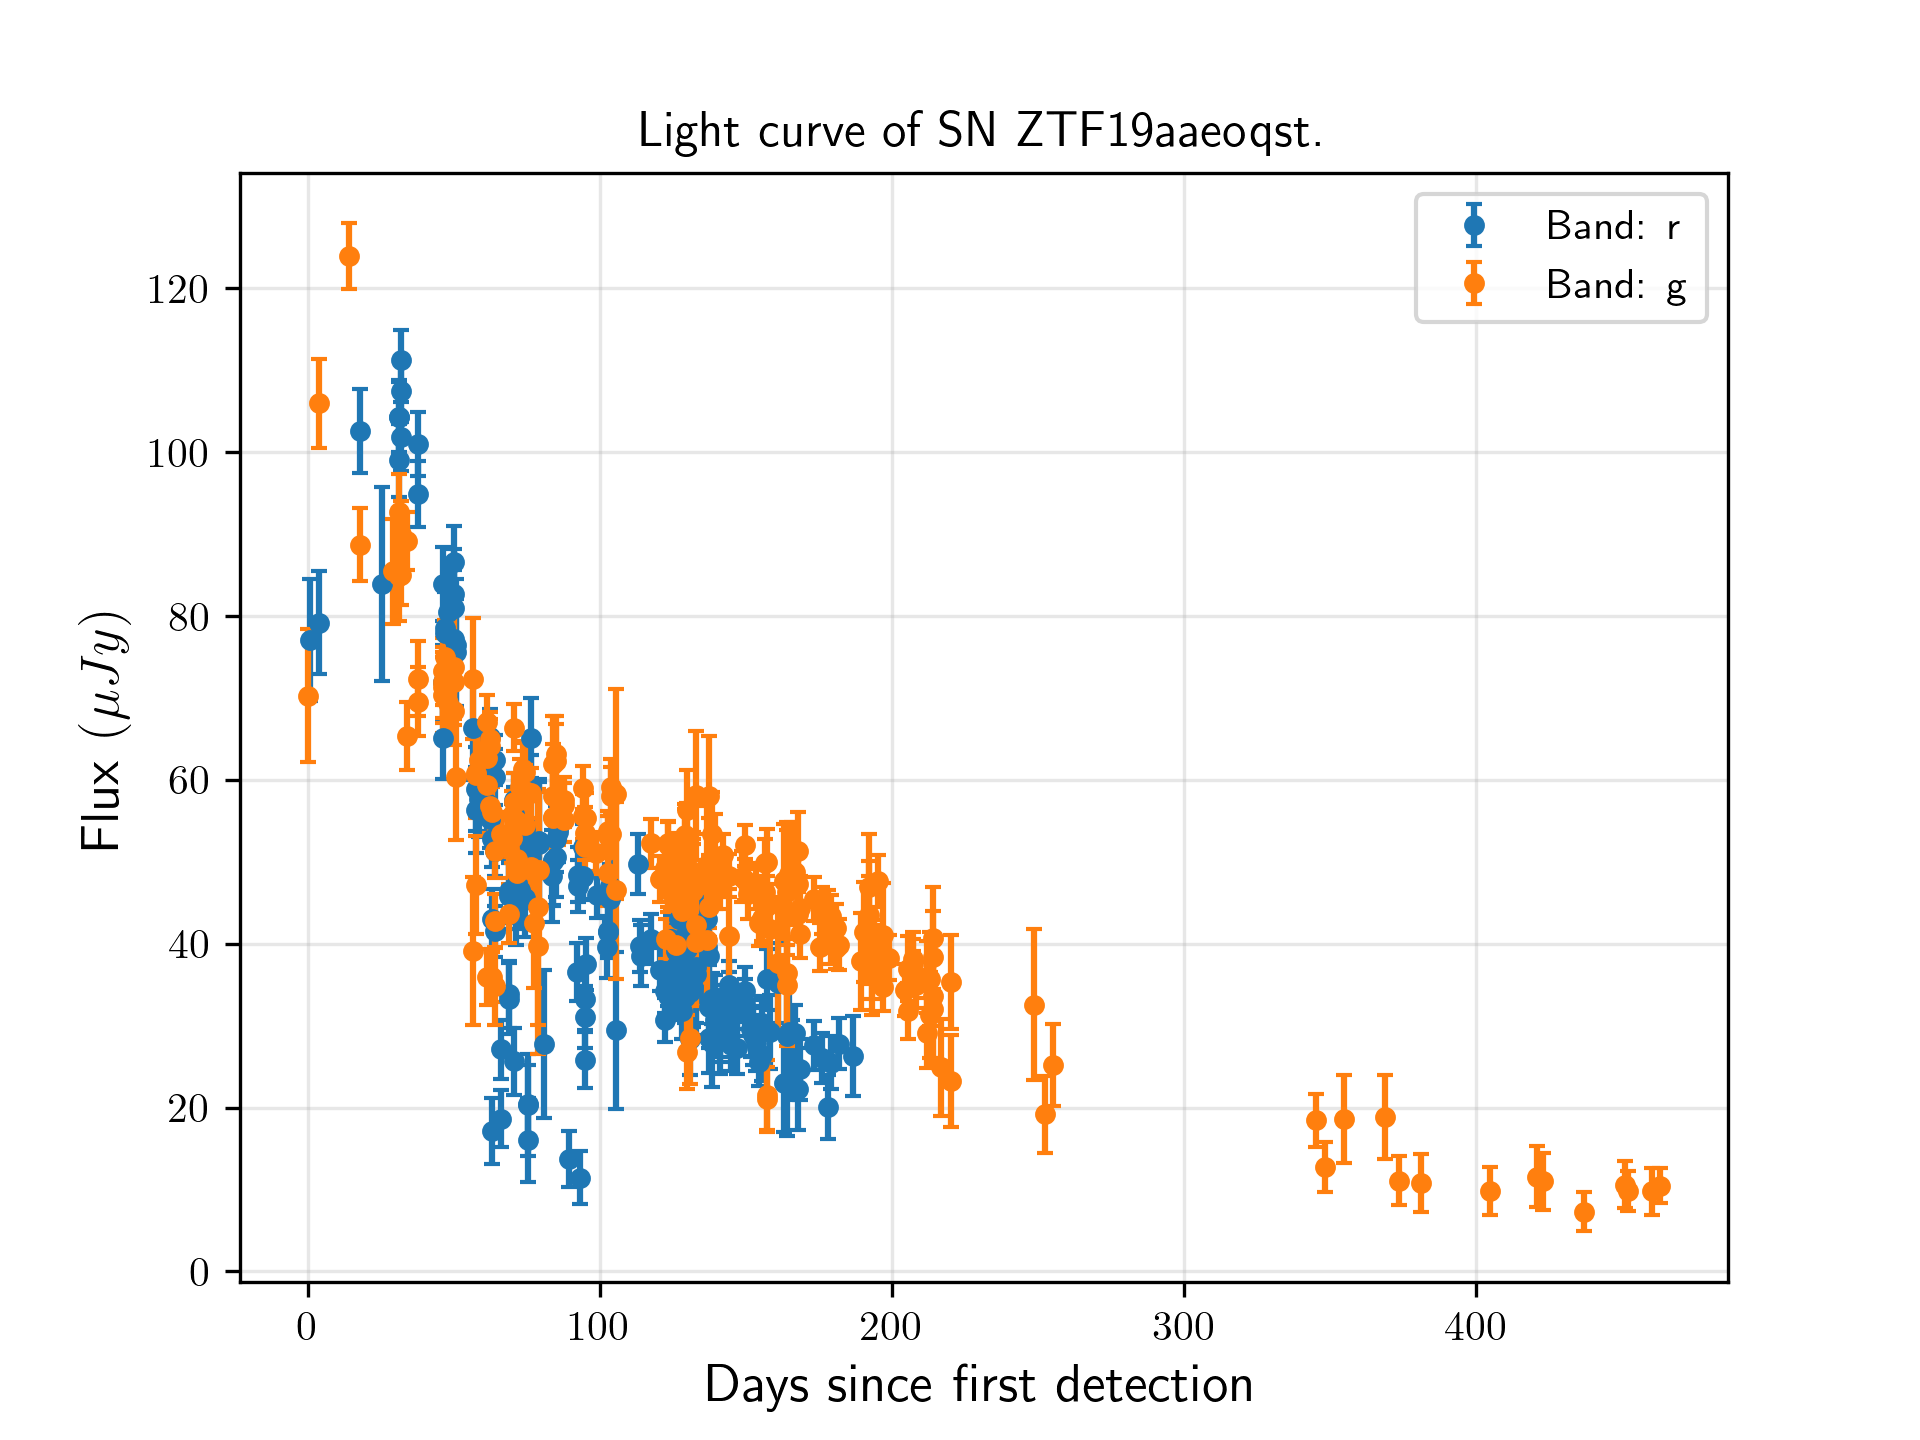 Light curve of SN ZTF19aaeoqst.
Band: r
Band: g
120
100
80
60
40
20
0
Flux (μJy)
0 100 200 300 400
Days since first detection